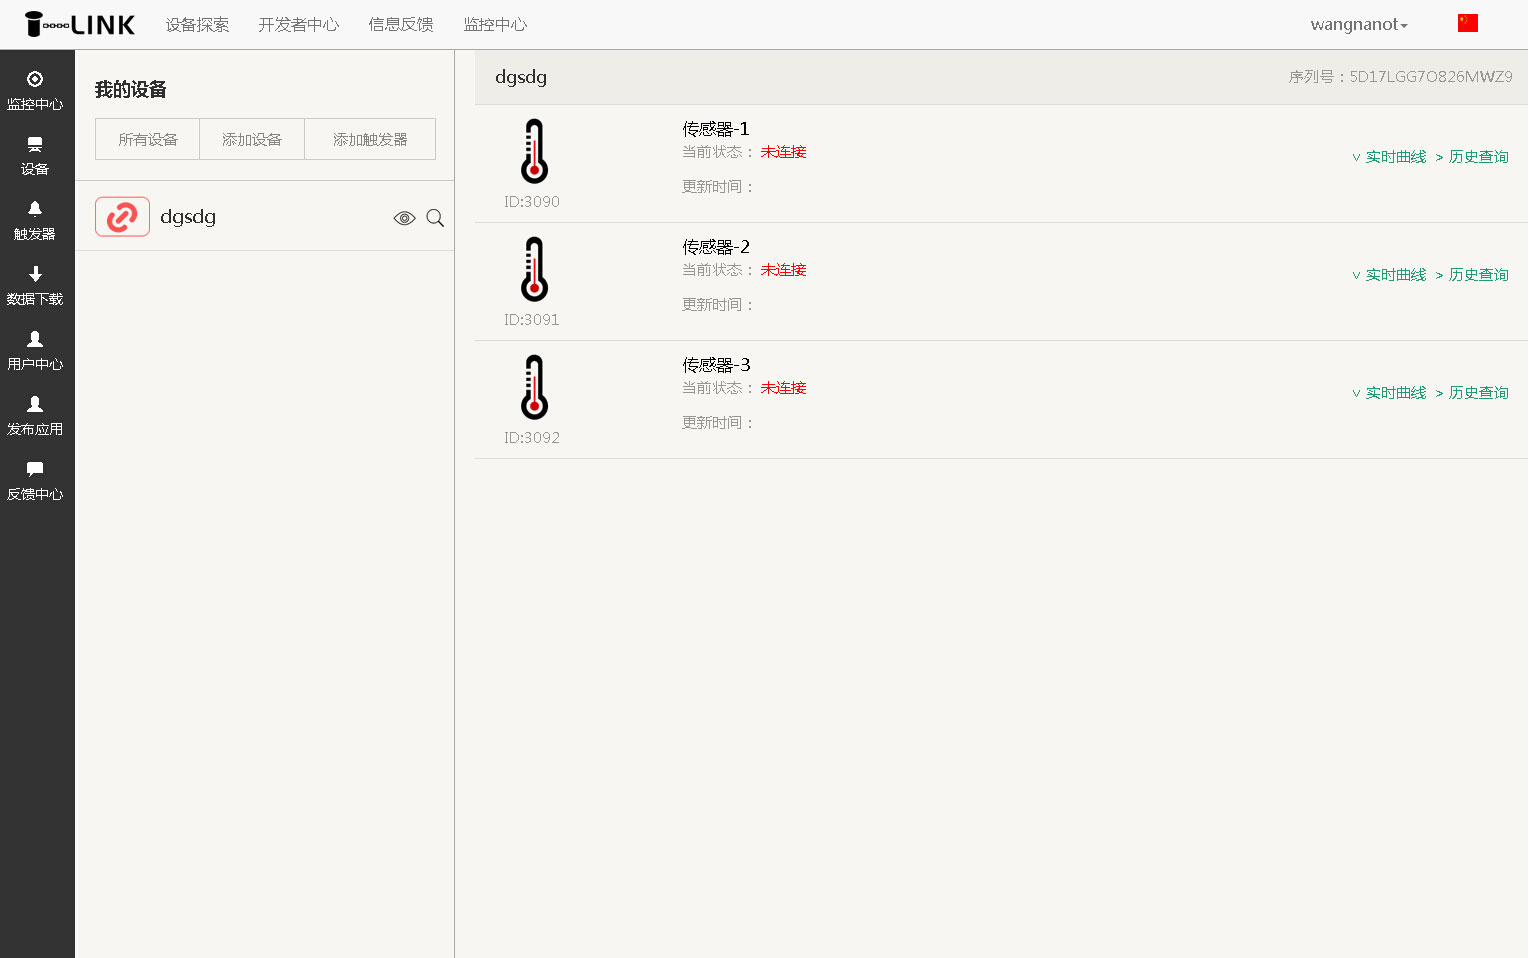 LINK 设备探索 开发者中心 信息反馈 监控中心 wangnanot
监控中心
设备
触发器
数据下载
用户中心
发布应用
反馈中心
我的设备
所有设备 添加设备 添加触发器
dgsdg
dgsdg 序列号：5D17LGG7O826MWZ9
传感器-1
当前状态： 未连接
更新时间：
ID:3090
∨ 实时曲线 > 历史查询
传感器-2
当前状态： 未连接
更新时间：
ID:3091
∨ 实时曲线 > 历史查询
传感器-3
当前状态： 未连接
更新时间：
ID:3092
∨ 实时曲线 > 历史查询